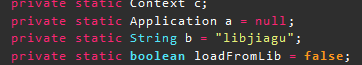 private static Context c;
private static Application a = null;
private static String b = "libjiagu";
private static boolean loadFromLib = false;